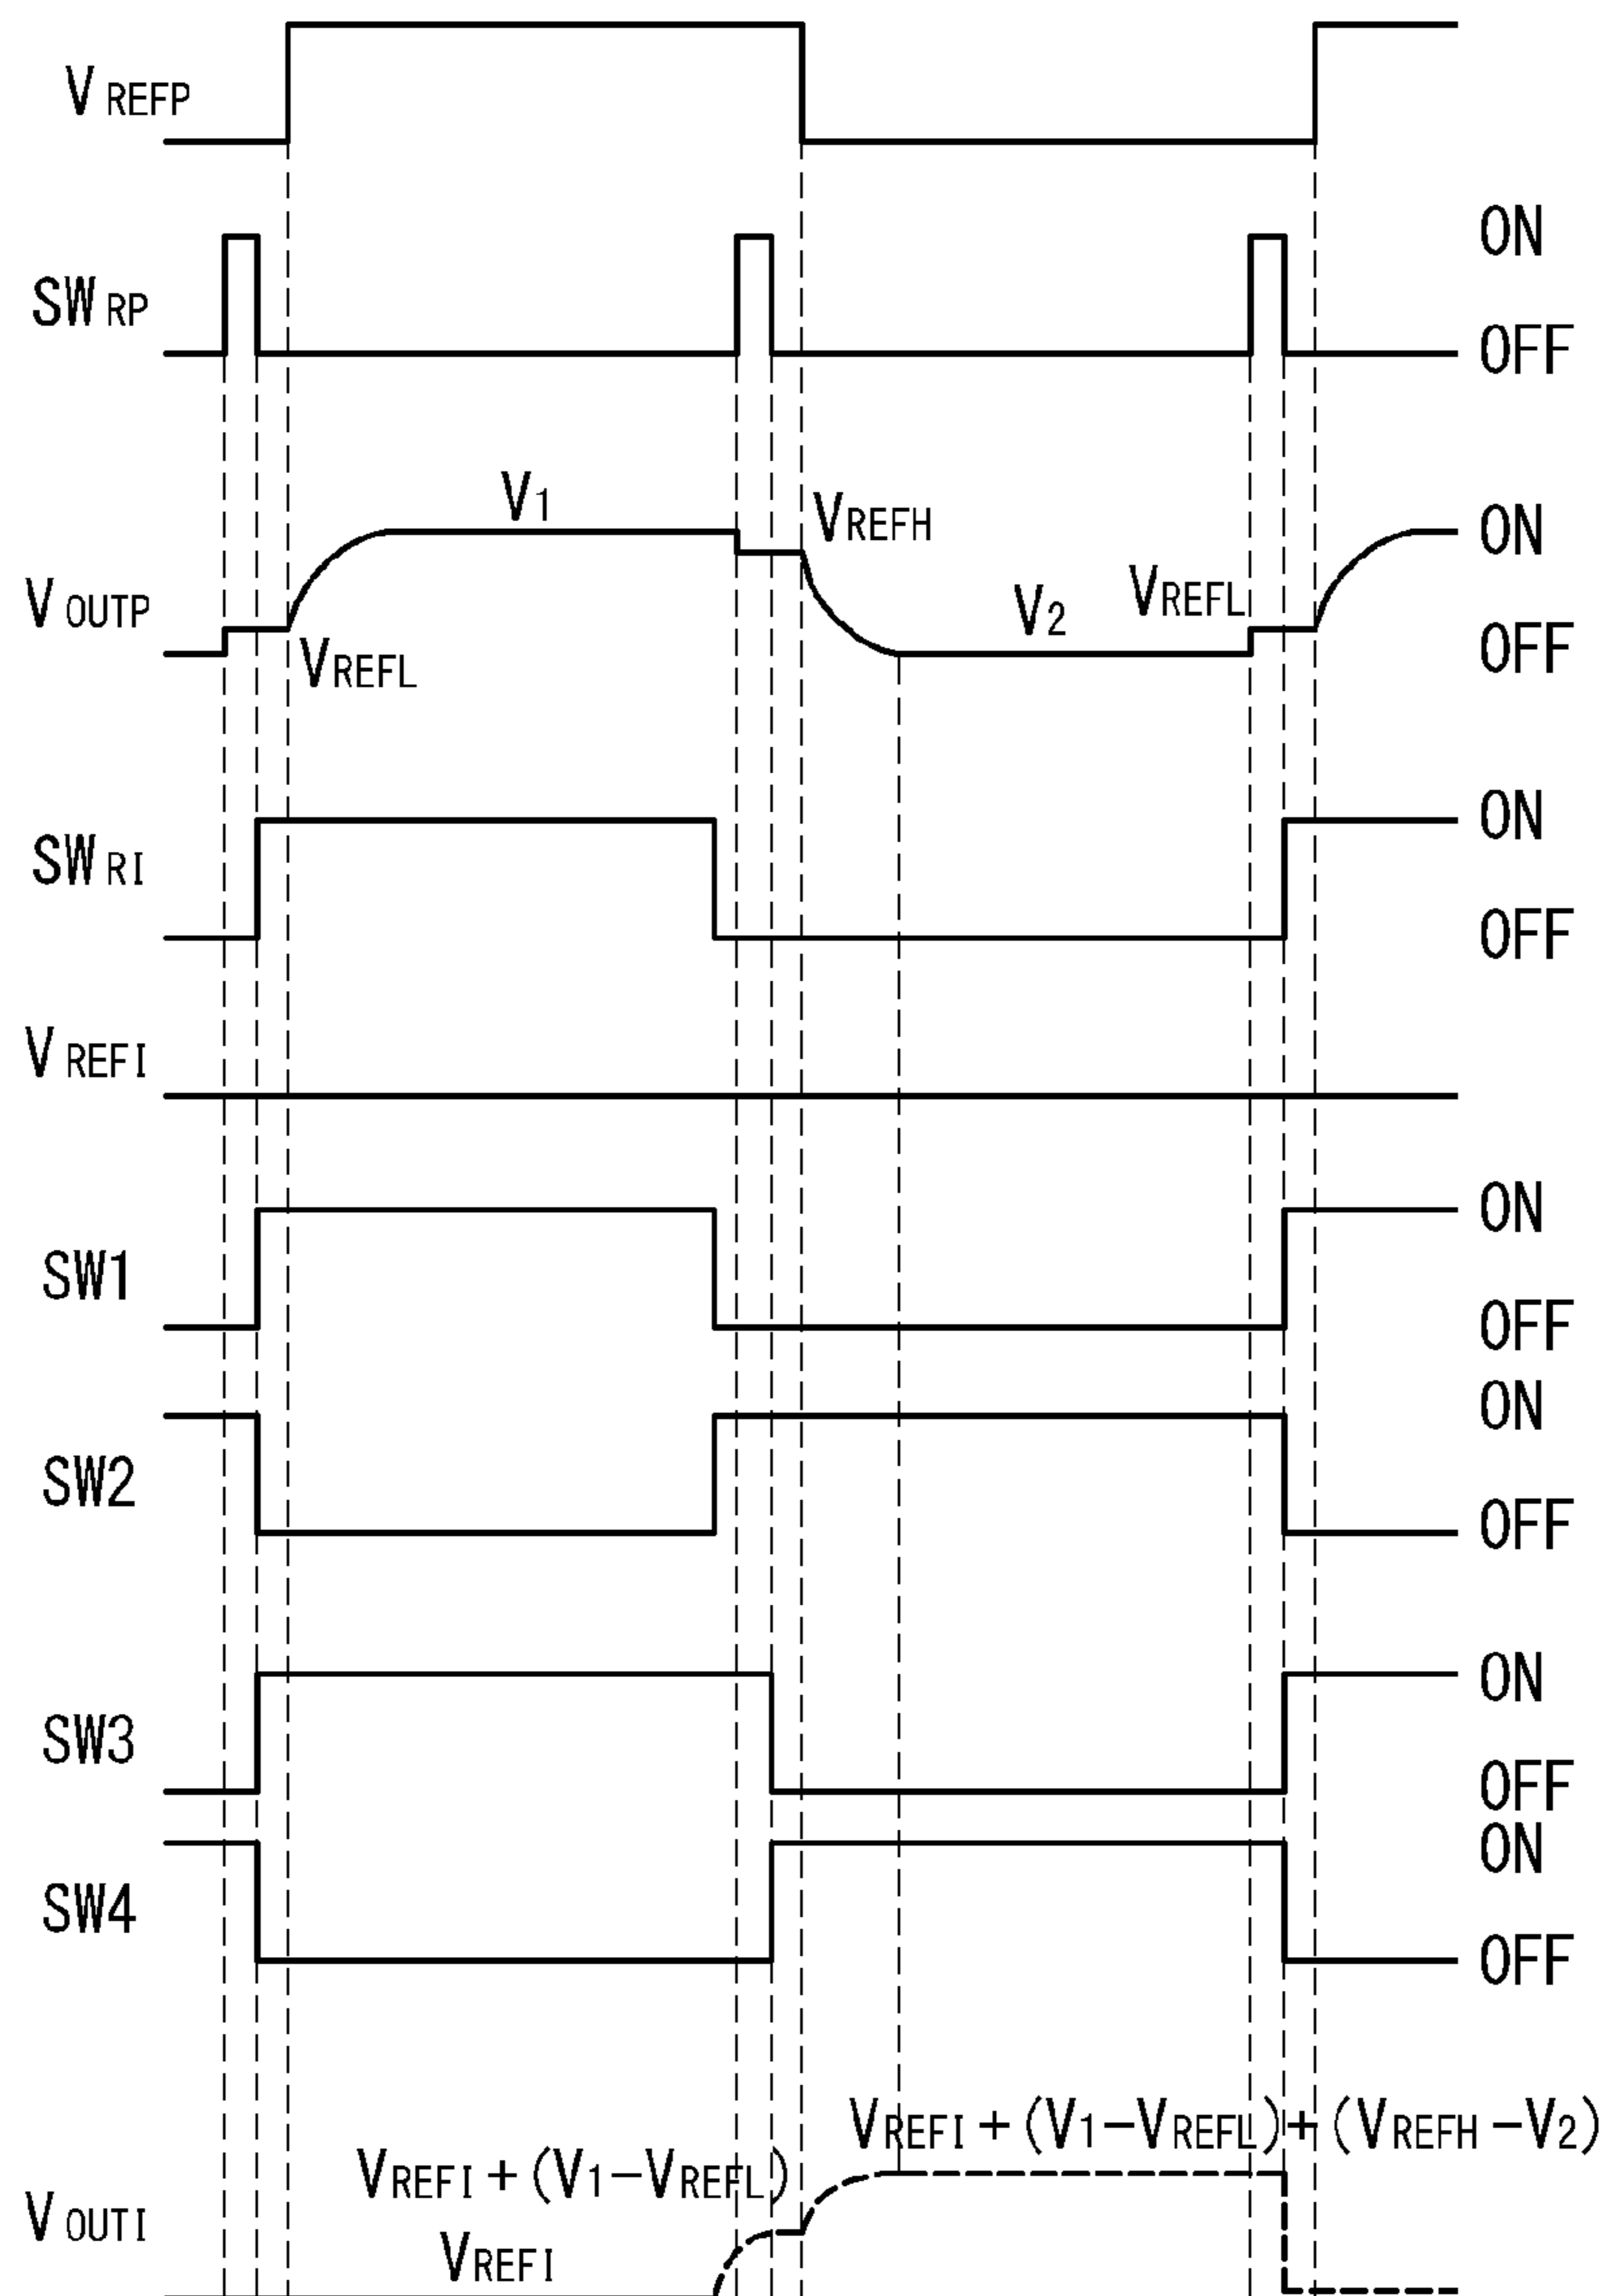 VREFP
ON
SWRP
OFF
V1
VREFH
ON
VOUTP
VREFL
V2
VREFL
OFF
ON
SWRI
OFF
VREFI
ON
SW1
OFF
ON
SW2
OFF
ON
SW3
OFF
ON
SW4
OFF
VREFI + (V1-VREFL) + (VREFH-V2)
VREFI + (V1-VREFL)
VOUTI
VREFI